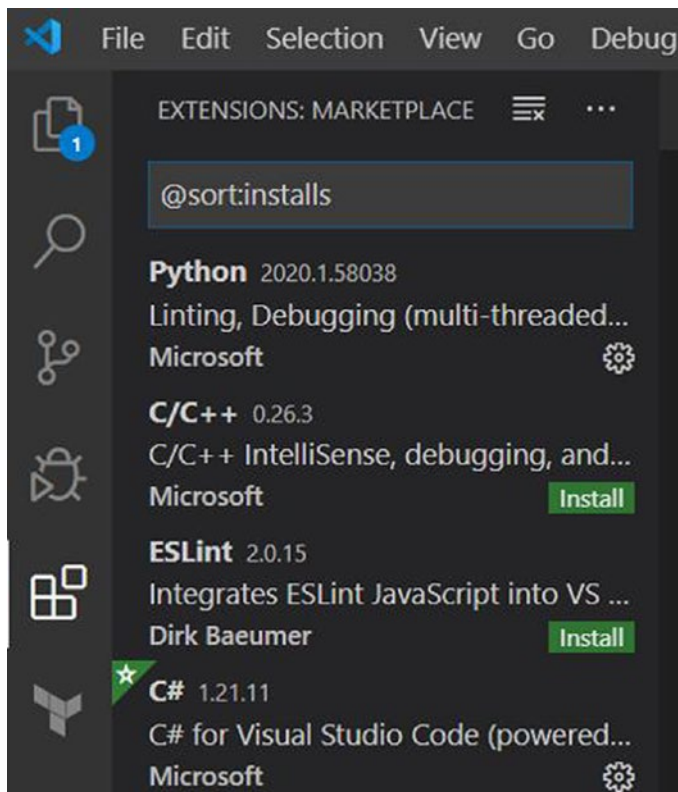 File Edit Selection View Go Debug
EXTENSIONS: MARKETPLACE ...
1
@sort:installs
Python 2020.1.58038
Linting, Debugging (multi-threaded...
Microsoft
C/C++ 0.26.3
C/C++ IntelliSense, debugging, and...
Microsoft Install
ESLint 2.0.15
Integrates ESLint JavaScript into VS ...
Dirk Baeumer Install
C# 1.21.11
C# for Visual Studio Code (powered...
Microsoft